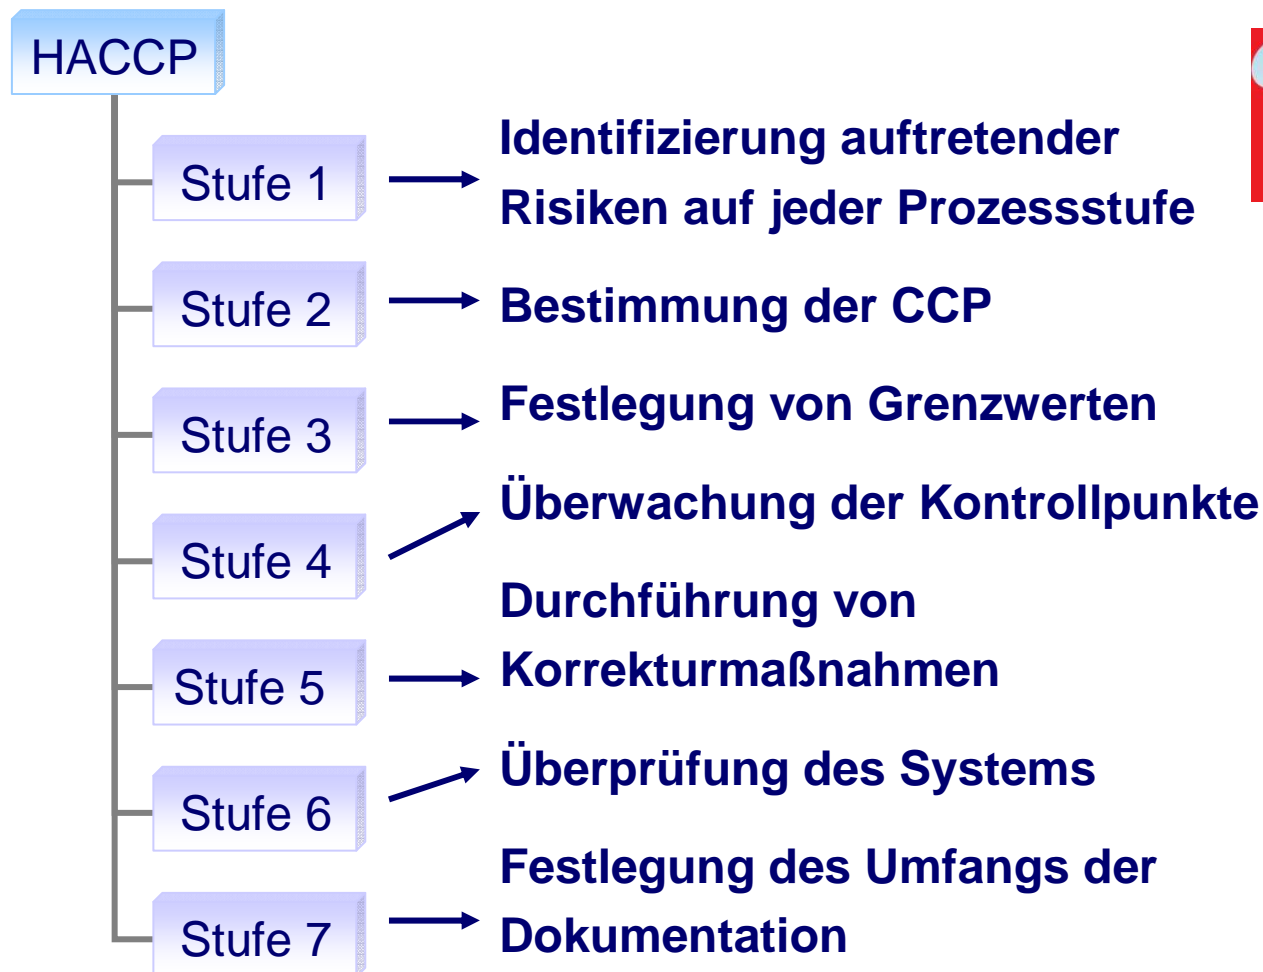 HACCP
Stufe 1
Identifizierung auftretender
Risiken auf jeder Prozessstufe
Stufe 2
Bestimmung der CCP
Stufe 3
Festlegung von Grenzwerten
Stufe 4
Überwachung der Kontrollpunkte
Stufe 5
Durchführung von
Korrekturmaßnahmen
Stufe 6
Überprüfung des Systems
Stufe 7
Festlegung des Umfangs der
Dokumentation